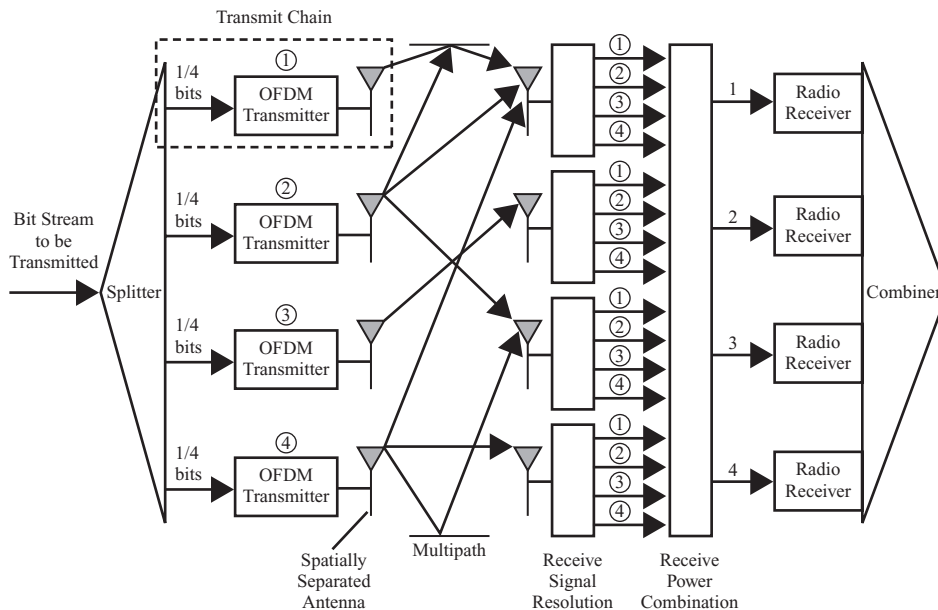 Transmit Chain
1/4
bits
①
OFDM
Transmitter
1/4
bits
②
OFDM
Transmitter
Bit Stream
to be
Transmitted
Splitter
1/4
bits
③
OFDM
Transmitter
1/4
bits
④
OFDM
Transmitter
Spatially
Separated
Antenna
Multipath
①
②
③
④
①
②
③
④
①
②
③
④
①
②
③
④
Receive
Signal
Resolution
Receive
Power
Combination
1
Radio
Receiver
2
Radio
Receiver
3
Radio
Receiver
4
Radio
Receiver
Combiner